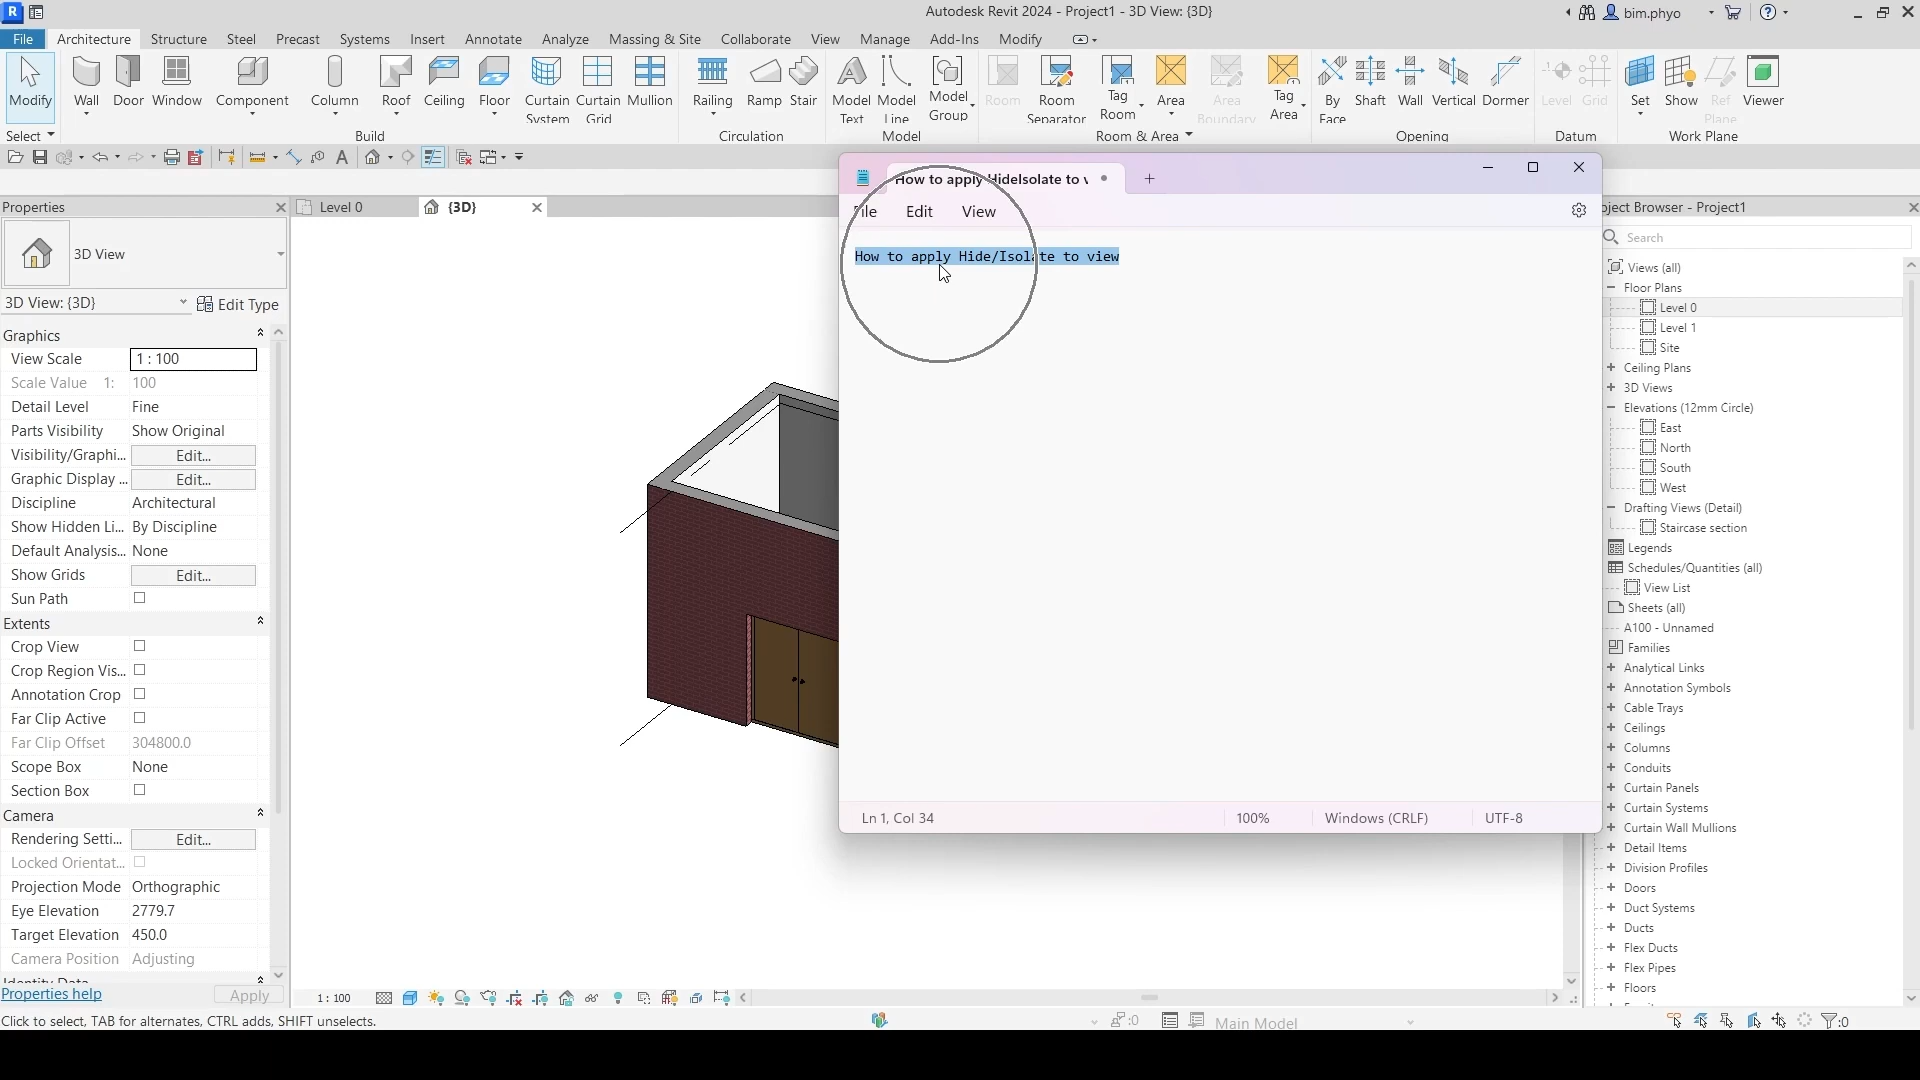 Autodesk Revit 2024 - Project1 - 3D View: {3D}
bim.phyo
File Architecture Structure Steel Precast Systems Insert Annotate Analyze Massing & Site Collaborate View Manage Add-Ins Modify
Modify Wall Door Window Component Column Roof Ceiling Floor Curtain System Curtain Grid Mullion Railing Ramp Stair Model Text Model Line Model Group Room Room Separator Tag Room Area Area Boundary Tag Area By Face Shaft Wall Vertical Dormer Level Grid Set Show Ref Plane Viewer
Select Build Circulation Model Room & Area Opening Datum Work Plane
Properties
Level 0
{3D}
3D View
3D View: {3D}
Edit Type
Graphics
View Scale 1 : 100
Scale Value 1: 100
Detail Level Fine
Parts Visibility Show Original
Visibility/Graphi... Edit...
Graphic Display ... Edit...
Discipline Architectural
Show Hidden Li... By Discipline
Default Analysis... None
Show Grids Edit...
Sun Path
Extents
Crop View
Crop Region Vis...
Annotation Crop
Far Clip Active
Far Clip Offset 304800.0
Scope Box None
Section Box
Camera
Rendering Setti... Edit...
Locked Orientat...
Projection Mode Orthographic
Eye Elevation 2779.7
Target Elevation 450.0
Camera Position Adjusting
Identity Data
Properties help
Apply
How to apply HideIsolate to v
ile Edit View
How to apply Hide/Isolate to view
Ln 1, Col 34
100%
Windows (CRLF)
UTF-8
oject Browser - Project1
Search
Views (all)
Floor Plans
Level 0
Level 1
Site
Ceiling Plans
3D Views
Elevations (12mm Circle)
East
North
South
West
Drafting Views (Detail)
Staircase section
Legends
Schedules/Quantities (all)
View List
Sheets (all)
A100 - Unnamed
Families
Analytical Links
Annotation Symbols
Cable Trays
Ceilings
Columns
Conduits
Curtain Panels
Curtain Systems
Curtain Wall Mullions
Detail Items
Division Profiles
Doors
Duct Systems
Ducts
Flex Ducts
Flex Pipes
Floors
1 : 100
Click to select, TAB for alternates, CTRL adds, SHIFT unselects.
:0
Main Model
:0